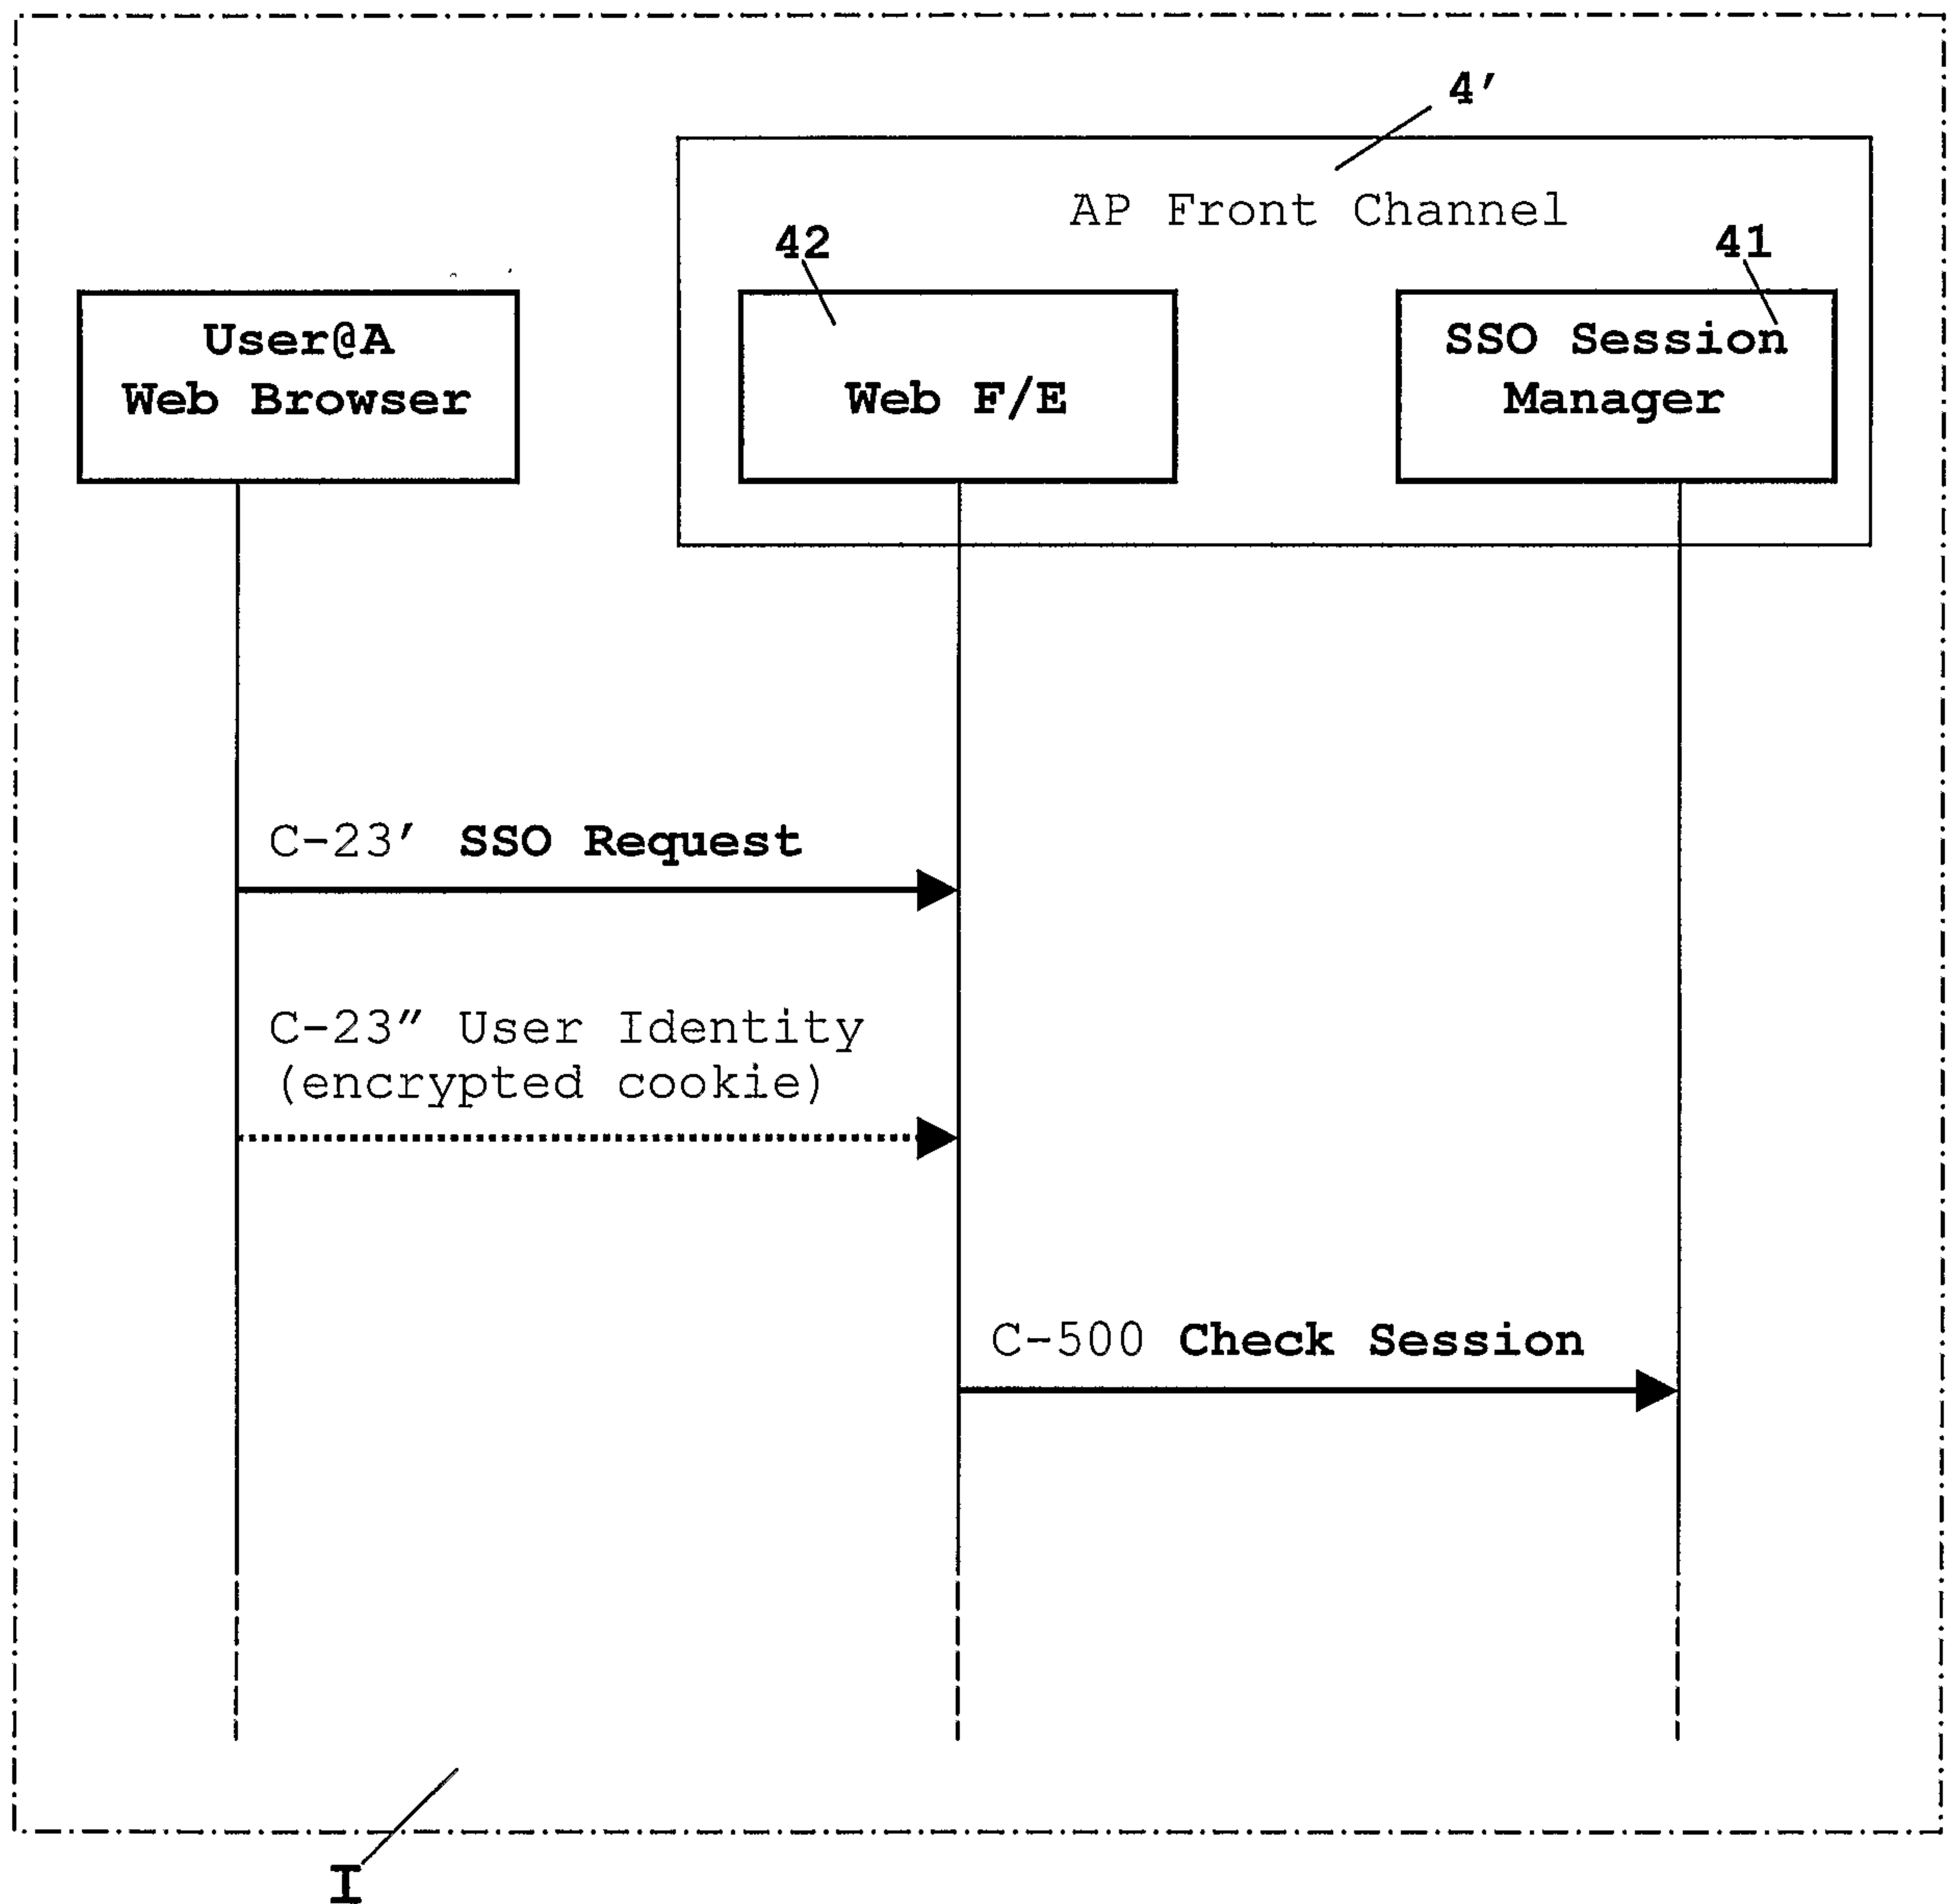 4′
AP Front Channel
42
41
User@A
Web Browser
Web F/E
SSO Session
Manager
C-23′ SSO Request
C-23″ User Identity
(encrypted cookie)
C-500 Check Session
I